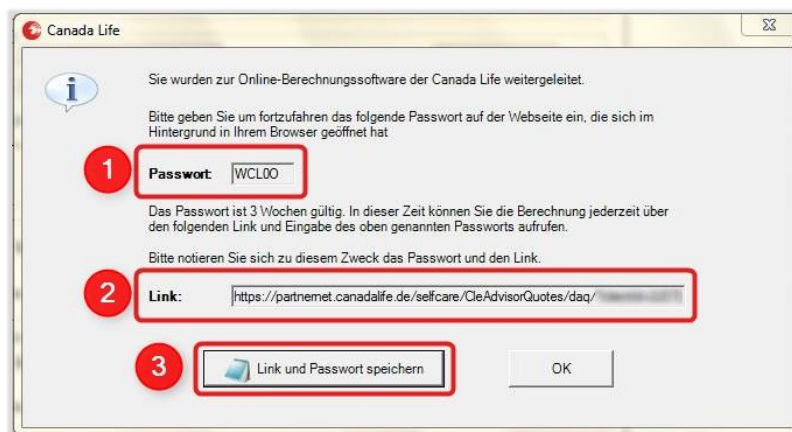 Canada Life
Sie wurden zur Online-Berechnungssoftware der Canada Life weitergeleitet.
Bitte geben Sie um fortzufahren das folgende Passwort auf der Webseite ein, die sich im
Hintergrund in Ihrem Browser geöffnet hat
1 Passwort: WCL0O
Das Passwort ist 3 Wochen gültig. In dieser Zeit können Sie die Berechnung jederzeit über
den folgenden Link und Eingabe des oben genannten Passworts aufrufen.
Bitte notieren Sie sich zu diesem Zweck das Passwort und den Link.
2 Link: https://partnernet.canadalife.de/selfcare/CleAdvisorQuotes/daq/
3 Link und Passwort speichern OK